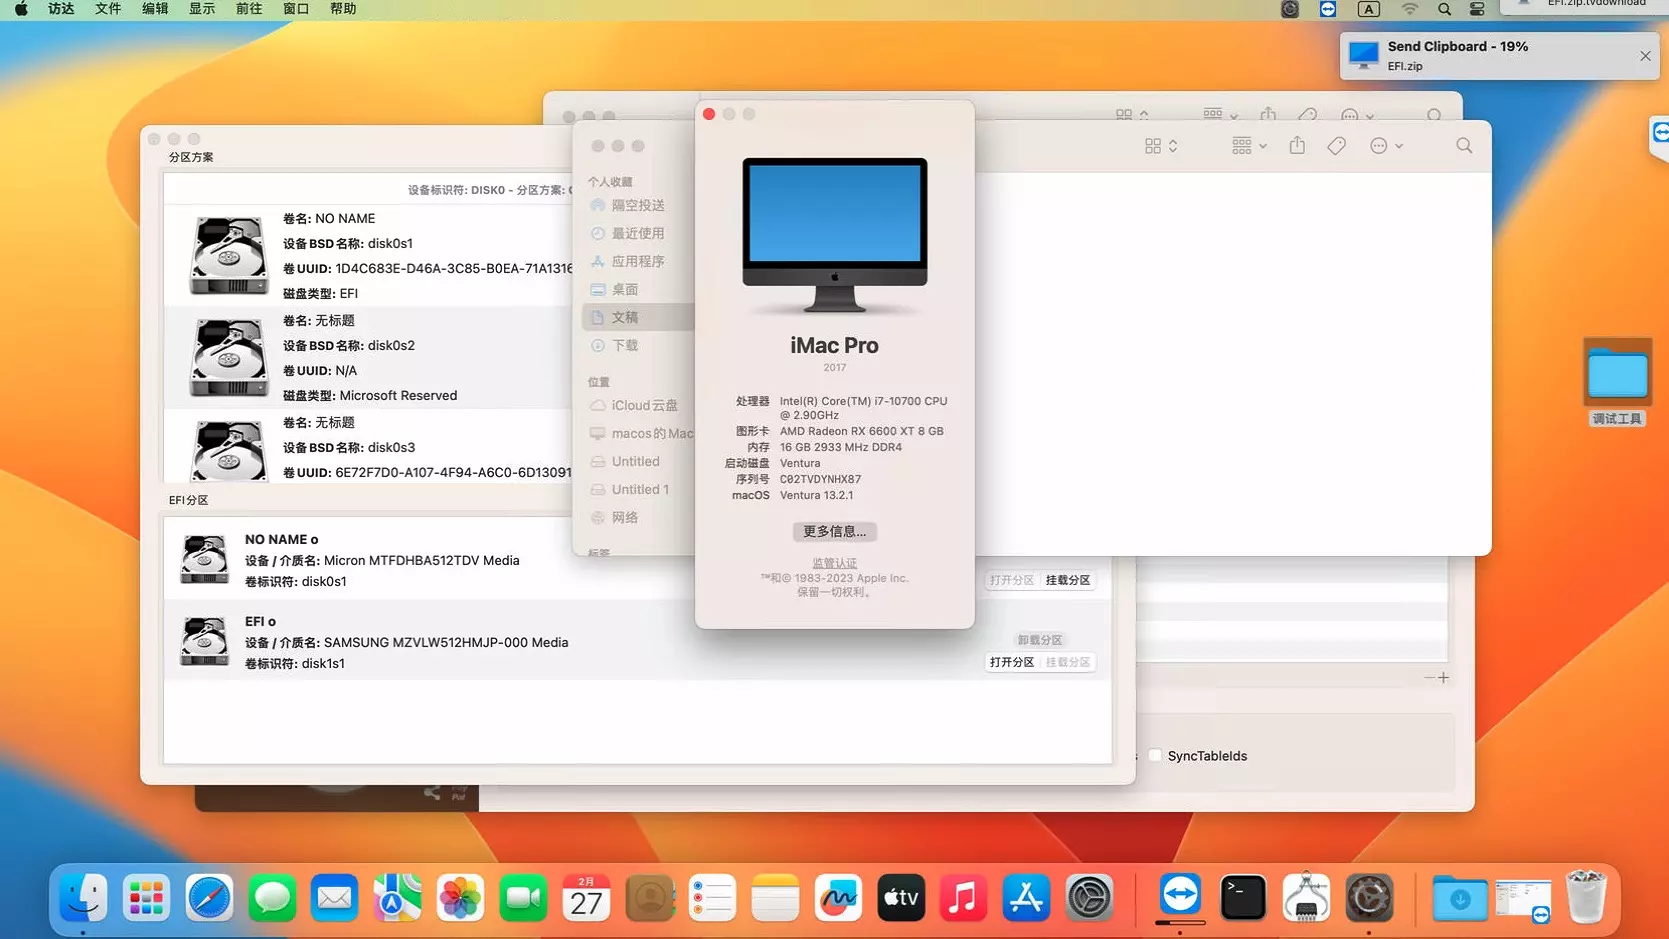 访达 文件 编辑 显示 前往 窗口 帮助
A
EFI.zip.tvdownload
Send Clipboard - 19%
EFI.zip
分区方案
设备标识符: DISK0 - 分区方案:
卷名: NO NAME
设备 BSD 名称: disk0s1
卷 UUID: 1D4C683E-D46A-3C85-B0EA-71A1316
磁盘类型: EFI
卷名: 无标题
设备 BSD 名称: disk0s2
卷 UUID: N/A
磁盘类型: Microsoft Reserved
卷名: 无标题
设备 BSD 名称: disk0s3
卷 UUID: 6E72F7D0-A107-4F94-A6C0-6D13091
EFI分区
NO NAME o
设备 / 介质名: Micron MTFDHBA512TDV Media
卷标识符: disk0s1
打开分区 挂载分区
EFI o
设备 / 介质名: SAMSUNG MZVLW512HMJP-000 Media
卷标识符: disk1s1
卸载分区
打开分区 挂载分区
个人收藏
隔空投送
最近使用
应用程序
桌面
文稿
下载
位置
iCloud 云盘
macos的 Mac
Untitled
Untitled 1
网络
标签
iMac Pro
2017
处理器 Intel(R) Core(TM) i7-10700 CPU
@ 2.90GHz
图形卡 AMD Radeon RX 6600 XT 8 GB
内存 16 GB 2933 MHz DDR4
启动磁盘 Ventura
序列号 C02TVDYNHX87
macOS Ventura 13.2.1
更多信息...
监管认证
™和© 1983-2023 Apple Inc.
保留一切权利。
调试工具
SyncTableIds
Pal
2月
27
tv